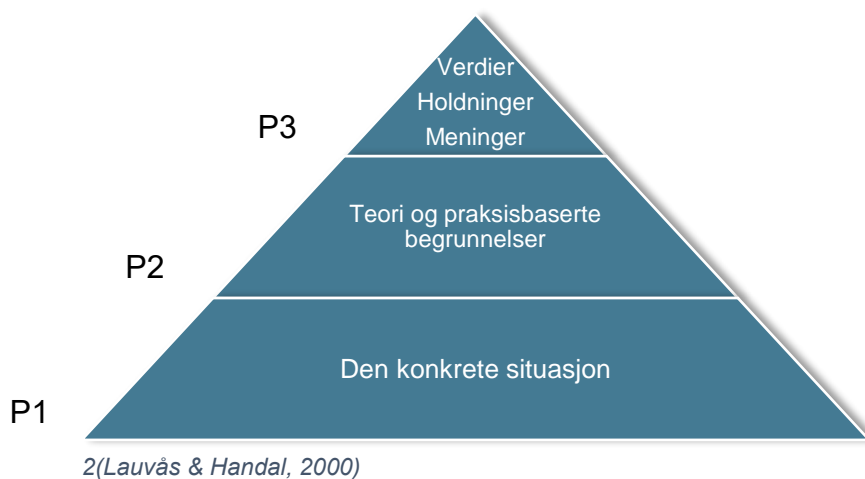 Verdier
Holdninger
Meninger
P3
Teori og praksisbaserte
begrunnelser
P2
Den konkrete situasjon
P1
2(Lauvås & Handal, 2000)